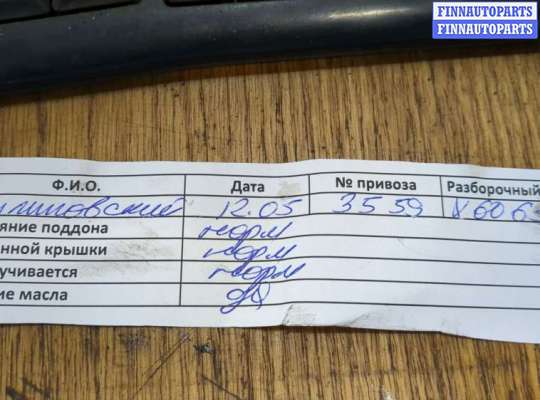 FINNAUTOPARTS
FINNAUTOPARTS
Ф.И.О. Дата № привоза Разборочный
12.05 3559
яние поддона норм
нной крышки норм
учивается норм
ие масла да